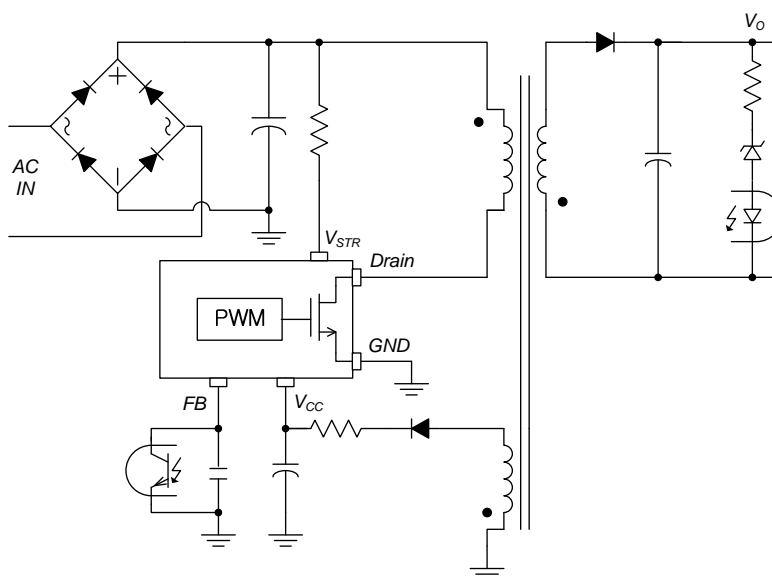 V_O
AC
IN
V_STR
Drain
PWM
GND
FB
V_CC